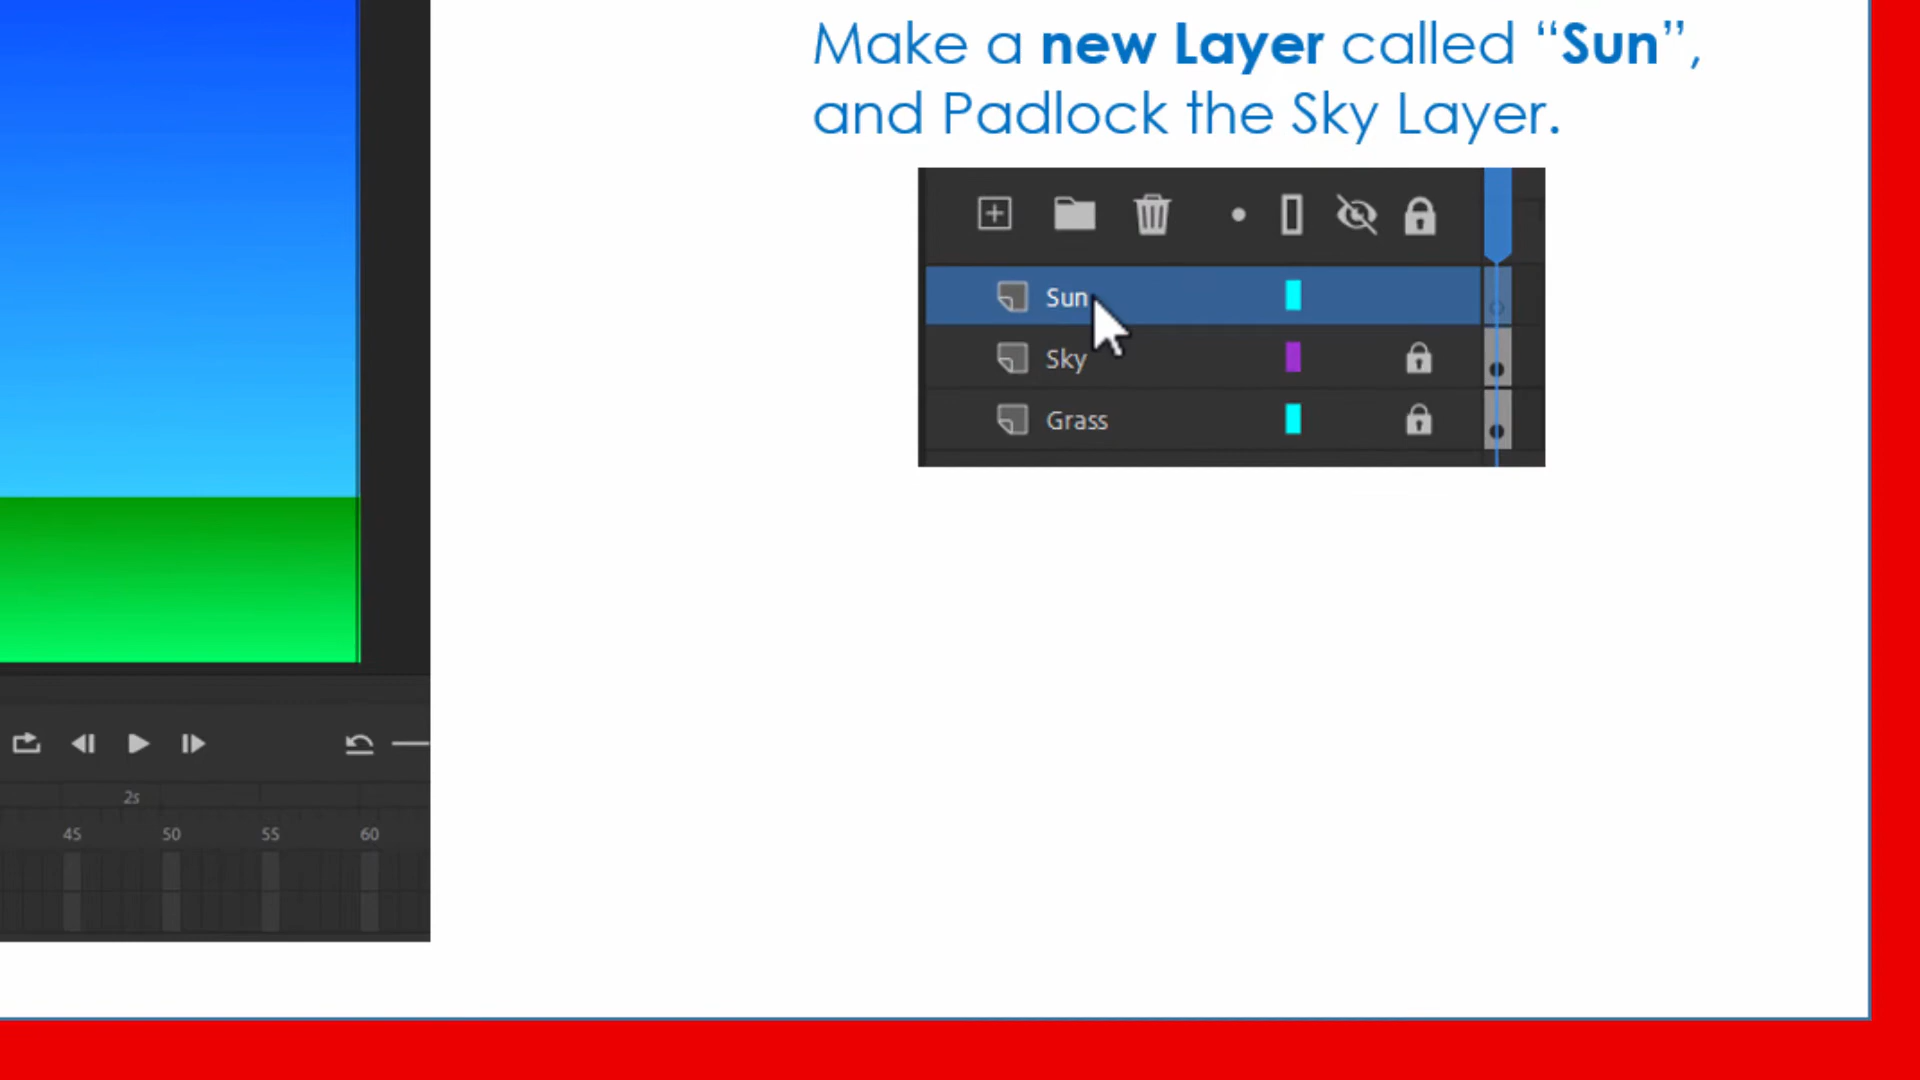 Make a new Layer called “Sun”,
and Padlock the Sky Layer.
Sun
Sky
Grass
2s
45 50 55 60